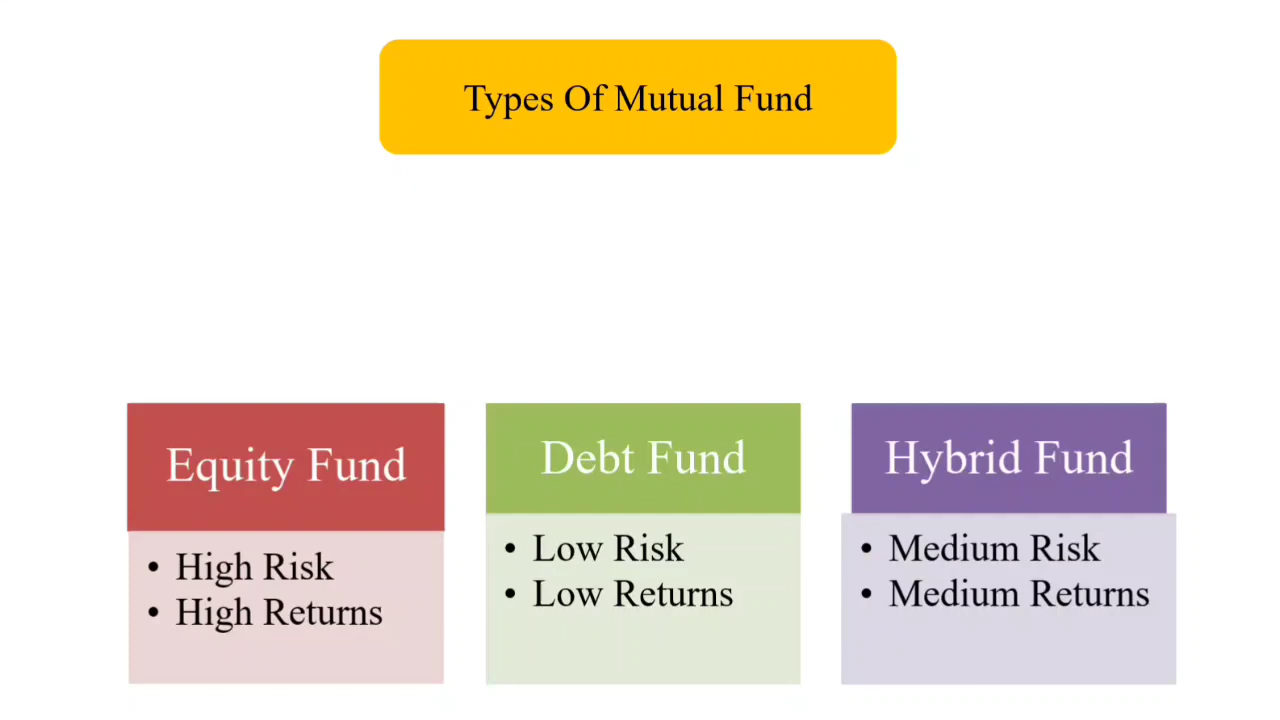 Types Of Mutual Fund
Equity Fund
• High Risk
• High Returns
Debt Fund
• Low Risk
• Low Returns
Hybrid Fund
• Medium Risk
• Medium Returns